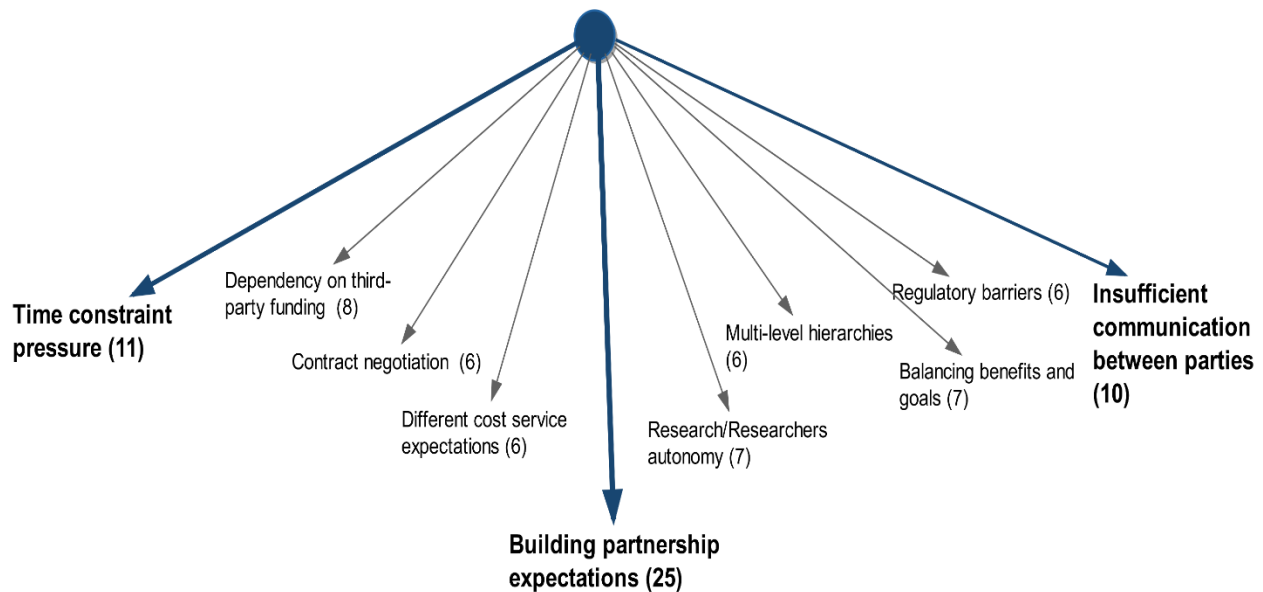 Time constraint
pressure (11)
Dependency on third-
party funding  (8)
Contract negotiation  (6)
Different cost service
expectations (6)
Building partnership
expectations (25)
Research/Researchers
autonomy (7)
Multi-level hierarchies
(6)
Regulatory barriers (6)
Balancing benefits and
goals (7)
Insufficient
communication
between parties
(10)